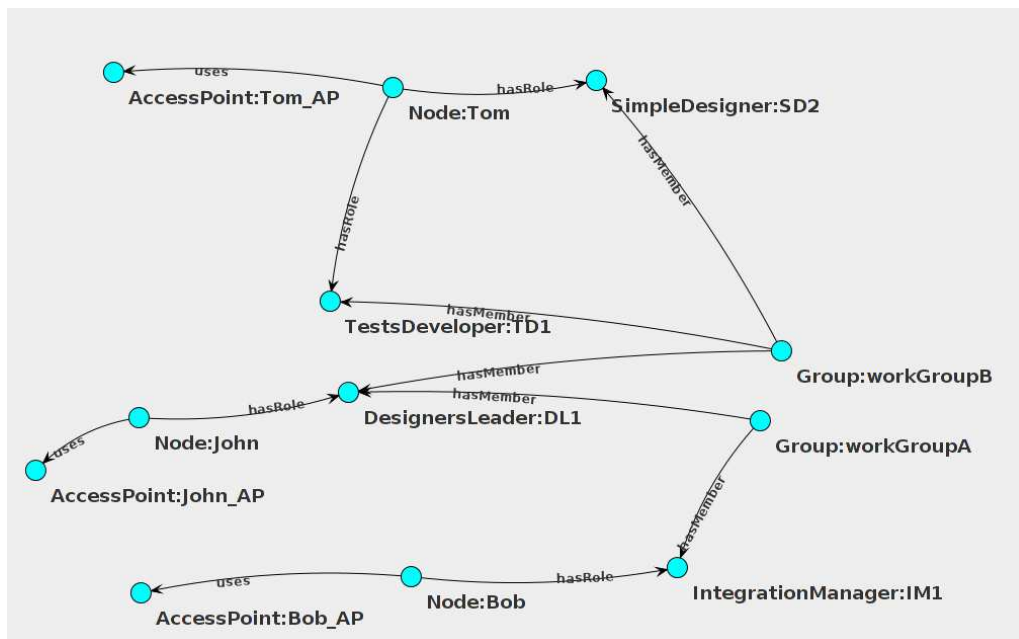 uses
AccessPoint:Tom_AP
Node:Tom
hasRole
SimpleDesigner:SD2
hasMember
hasRole
hasMember
TestsDeveloper:TD1
Group:workGroupB
hasMember
hasMember
hasRole
DesignersLeader:DL1
Node:John
Group:workGroupA
uses
AccessPoint:John_AP
hasMember
uses
hasRole
AccessPoint:Bob_AP
Node:Bob
IntegrationManager:IM1